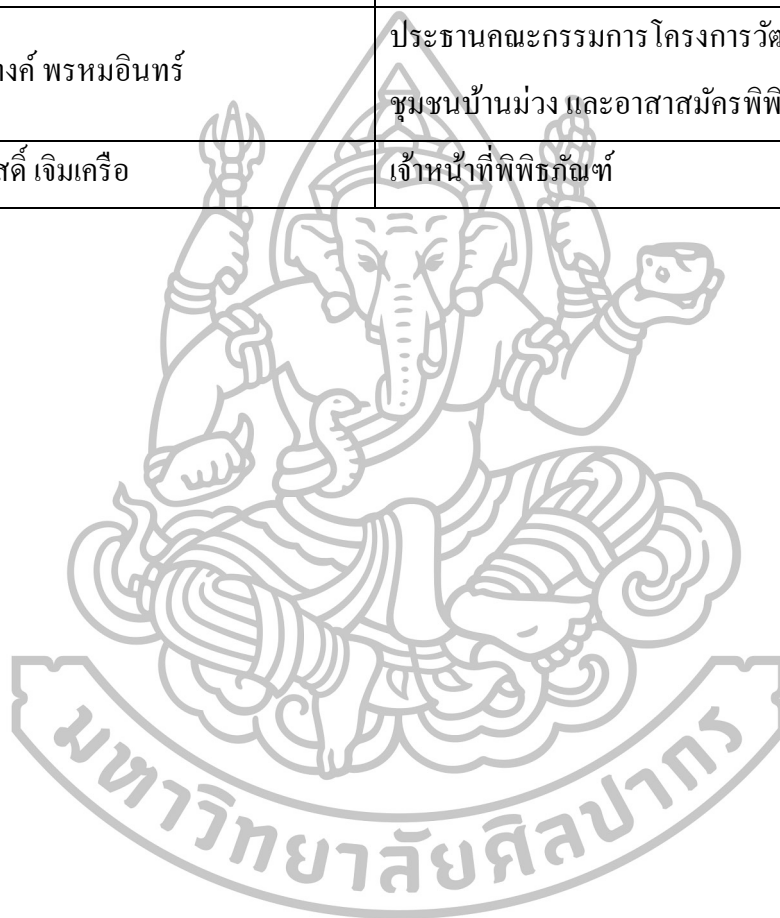 ประธานคณะกรรมการโครงการวัฒ
งค์ พรหมอินทร์
ชุมชนบ้านม่วง และอาสาสมัครพิพิ
สดิ์ เจิมเครือ เจ้าหน้าที่พิพิธภัณฑ์
มหาวิทยาลัยศิลปากร